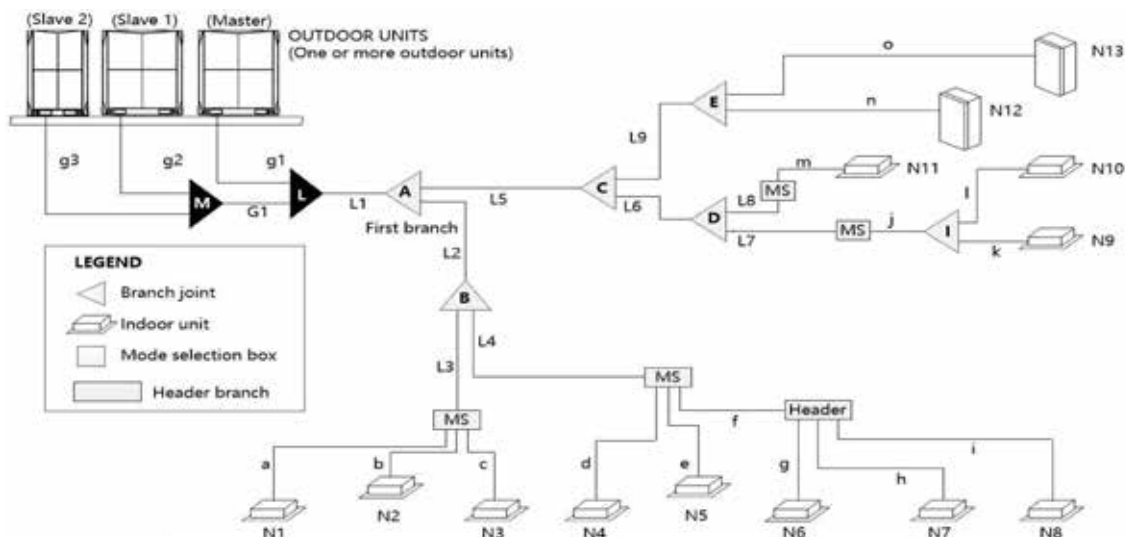 (Slave 2) (Slave 1) (Master)
OUTDOOR UNITS
(One or more outdoor units)
o
N13
E
n
N12
L9
g3
g2
g1
m
N11
N10
M
L
A
C
L8
MS
l
G1
L1
L5
L6
D
First branch
L7
MS
j
I
k
N9
L2
LEGEND
Branch joint
B
Indoor unit
L4
Mode selection box
L3
MS
Header branch
MS
f
Header
a
b
c
d
e
g
h
i
N1
N2
N3
N4
N5
N6
N7
N8